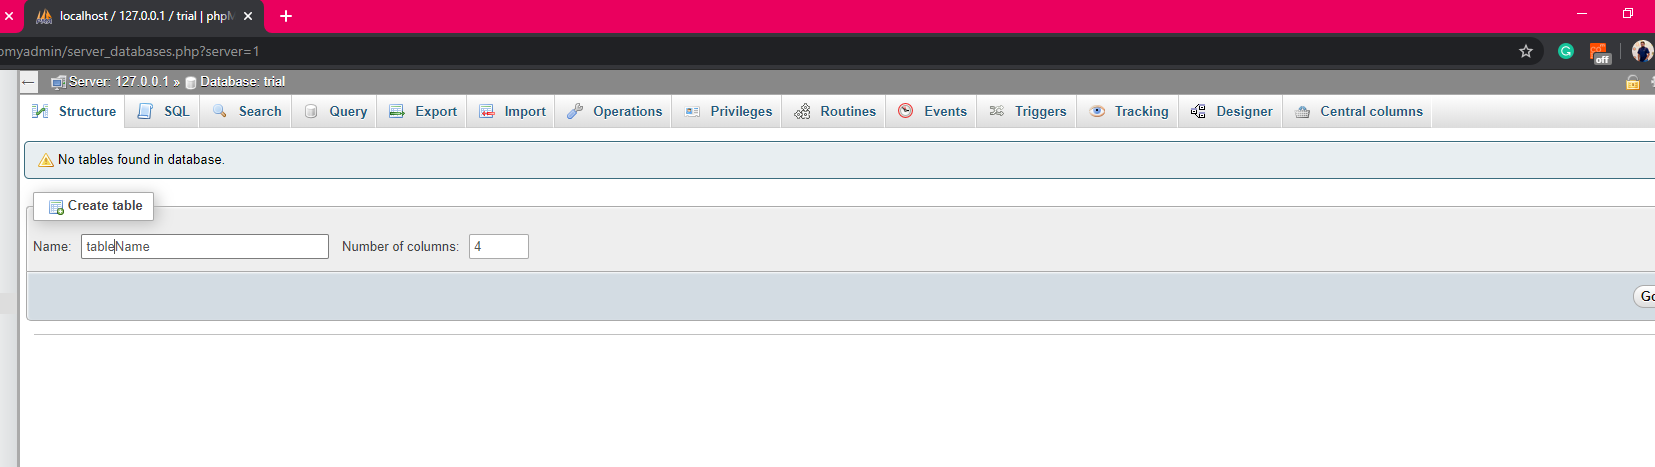 localhost / 127.0.0.1 / trial | phpM
omyadmin/server_databases.php?server=1
off
Server: 127.0.0.1 » Database: trial
Structure SQL Search Query Export Import Operations Privileges Routines Events Triggers Tracking Designer Central columns
No tables found in database.
Create table
Name: tableName Number of columns: 4
Go